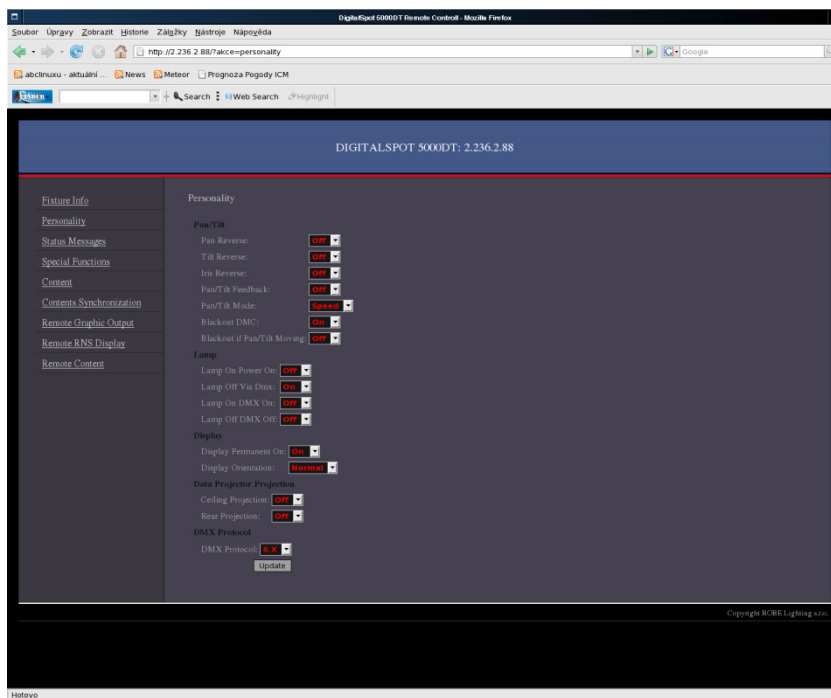 DigitalSpot 5000DT Remote Controll - Mozilla Firefox
Soubor Úpravy Zobrazit Historie Záložky Nástroje Nápověda
http://2.236.2.88/?akce=personality
Google
abclinuxu - aktuální ... News Meteor Prognoza Pogody ICM
Search Web Search Highlight
DIGITALSPOT 5000DT: 2.236.2.88
Fixture Info
Personality
Status Messages
Special Functions
Content
Contents Synchronization
Remote Graphic Output
Remote RNS Display
Remote Content
Personality
Pan/Tilt
Pan Reverse: Off
Tilt Reverse: Off
Iris Reverse: Off
Pan/Tilt Feedback: Off
Pan/Tilt Mode: Speed
Blackout DMC: On
Blackout if Pan/Tilt Moving: Off
Lamp
Lamp On Power On: Off
Lamp Off Via Dmx: On
Lamp On DMX On: Off
Lamp Off DMX Off: Off
Display
Display Permanent On: On
Display Orientation: Normal
Data Projector Projection
Ceiling Projection: Off
Rear Projection: Off
DMX Protocol
DMX Protocol:
Update
Copyright ROBE Lighting s.r.o.
Hotovo